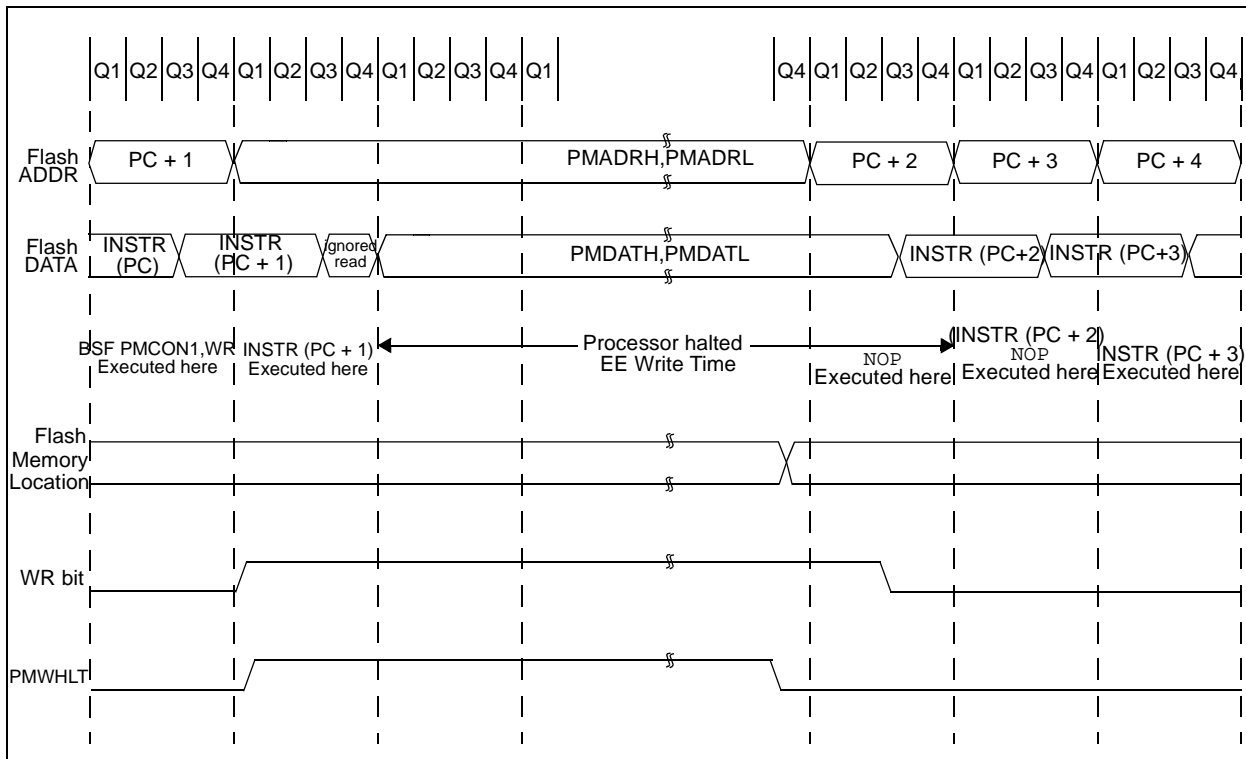 Q1 Q2 Q3 Q4 Q1 Q2 Q3 Q4 Q1 Q2 Q3 Q4 Q1 Q4 Q1 Q2 Q3 Q4 Q1 Q2 Q3 Q4 Q1 Q2 Q3 Q4
Flash
ADDR
PC + 1
PMADRH,PMADRL
PC + 2
PC + 3
PC + 4
Flash
DATA
INSTR
(PC)
INSTR
(PC + 1)
ignored
read
PMDATH,PMDATL
INSTR (PC+2)
INSTR (PC+3)
BSF PMCON1,WR
Executed here
INSTR (PC + 1)
Executed here
Processor halted
EE Write Time
NOP
Executed here
(INSTR (PC + 2)
NOP
Executed here
INSTR (PC + 3)
Executed here
Flash
Memory
Location
WR bit
PMWHLT